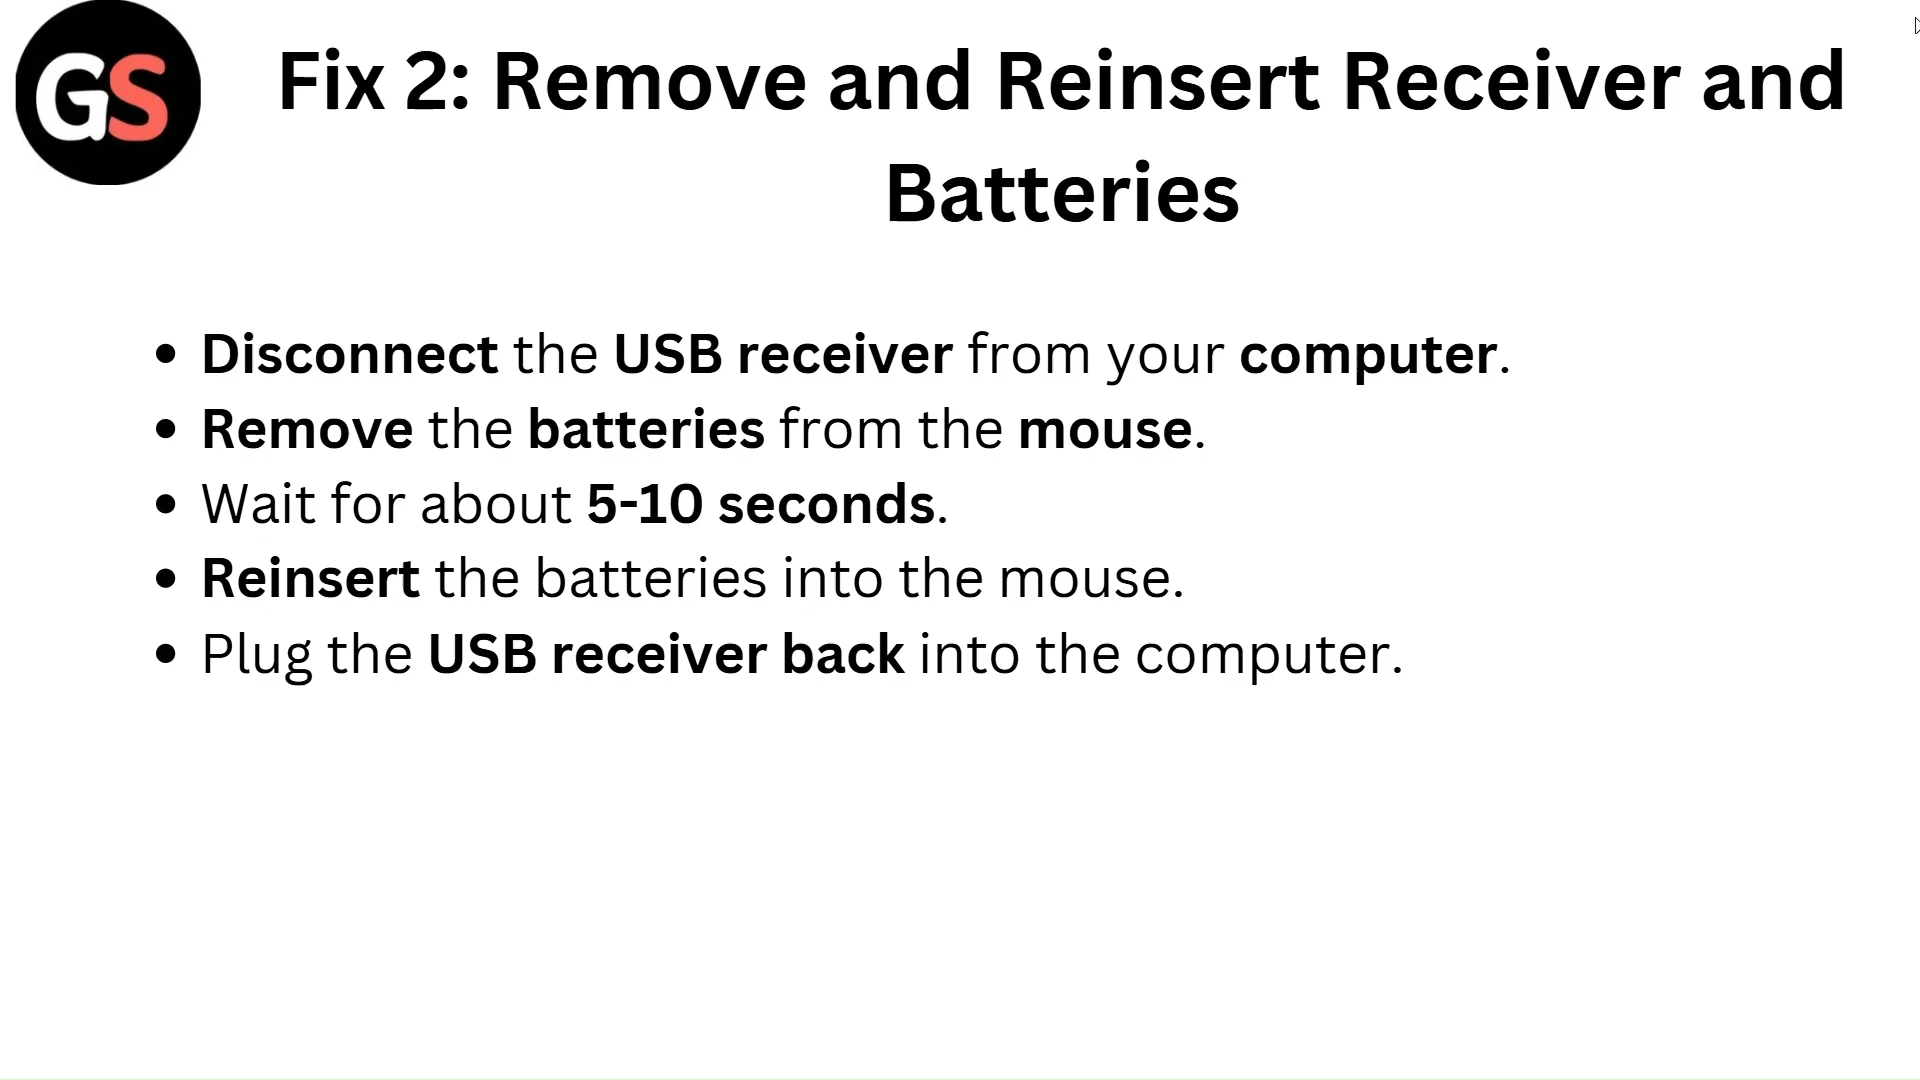 GS
Fix 2: Remove and Reinsert Receiver and
Batteries
• Disconnect the USB receiver from your computer.
• Remove the batteries from the mouse.
• Wait for about 5-10 seconds.
• Reinsert the batteries into the mouse.
• Plug the USB receiver back into the computer.